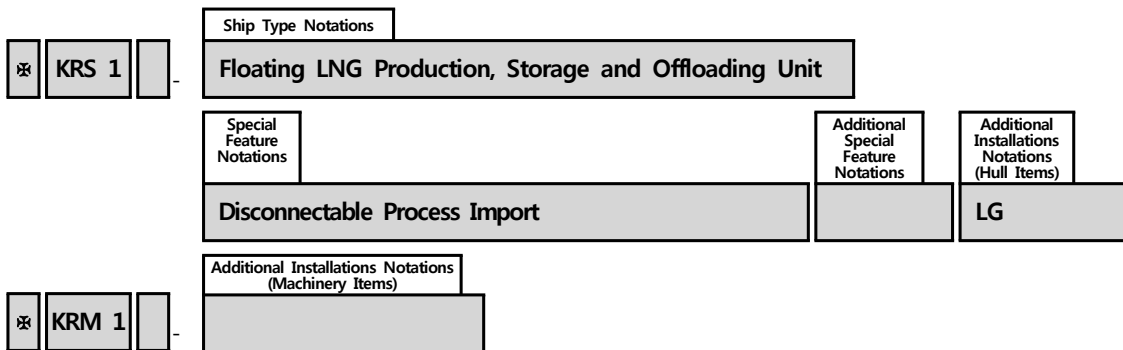 Ship Type Notations
✠ KRS 1 - Floating LNG Production, Storage and Offloading Unit
Special
Feature
Notations
Additional
Special
Feature
Notations
Additional
Installations
Notations
(Hull Items)
Disconnectable Process Import
LG
Additional Installations Notations
(Machinery Items)
✠ KRM 1 -